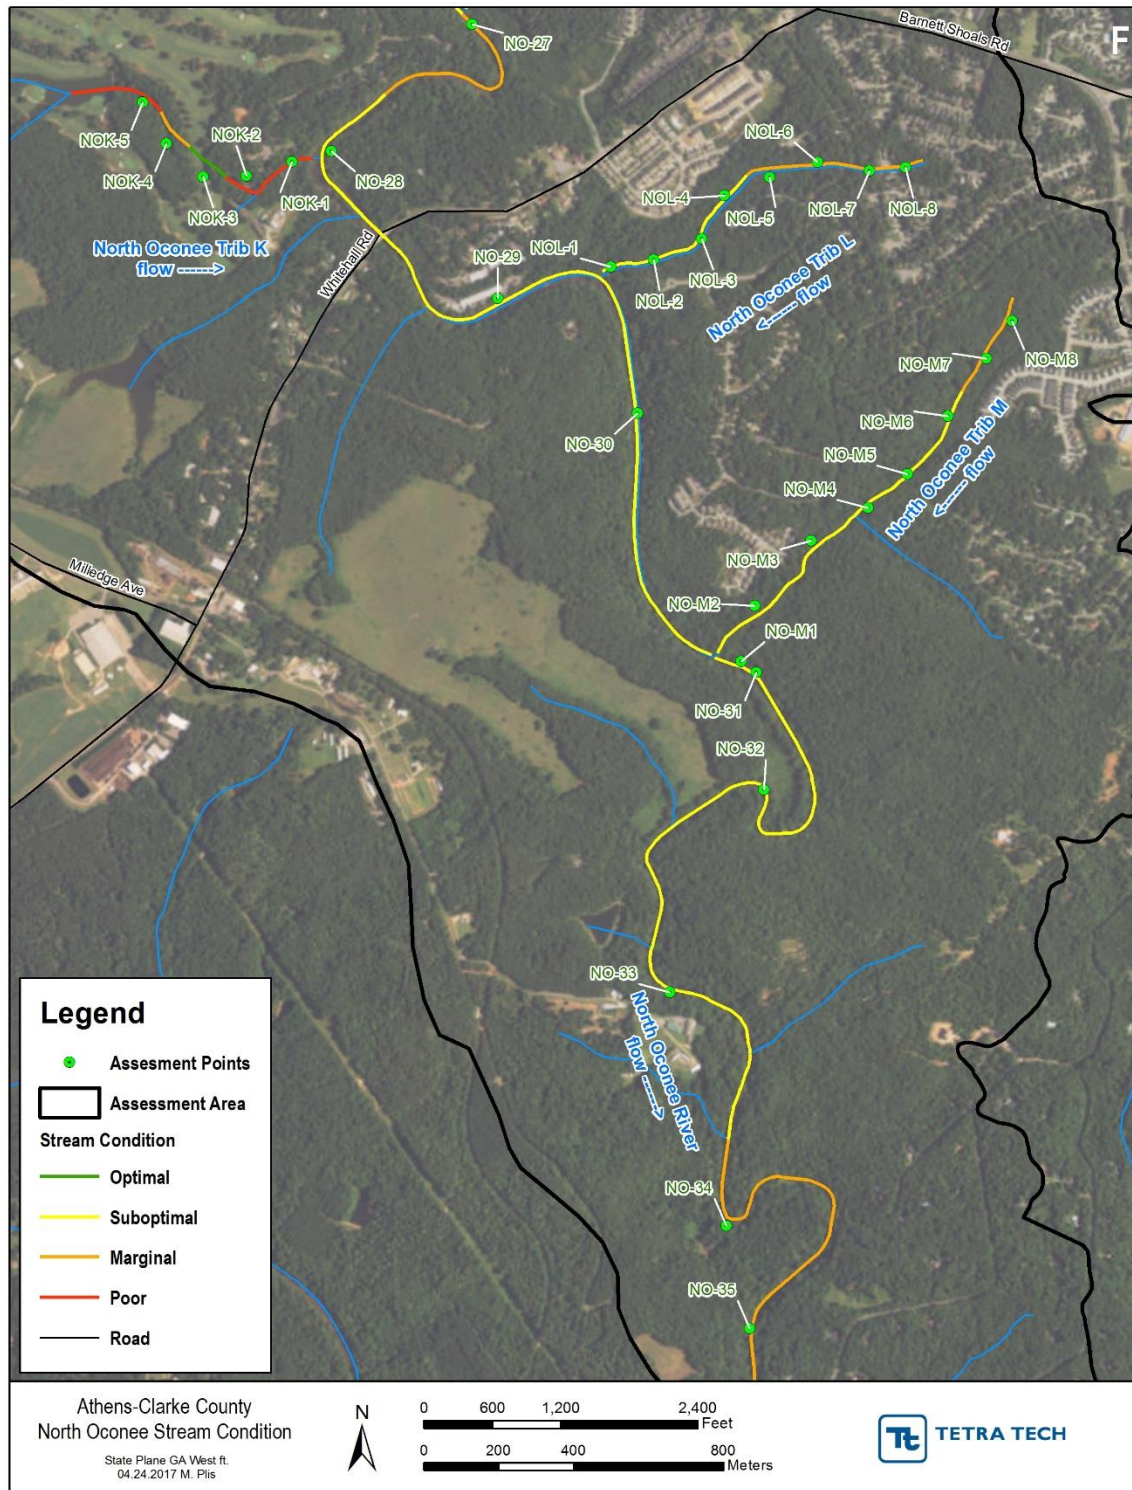 F
Barnett Shoals Rd
NO-27
NOK-5
NOK-2
NOL-6
NOK-4
NO-28
NOK-3
NOK-1
NOL-4
NOL-5
NOL-7
NOL-8
North Oconee Trib K
flow ------>
Whitehall Rd
NO-29
NOL-1
NOL-2
NOL-3
North Oconee Trib L
<------ flow
NO-M7
NO-M8
NO-30
NO-M6
NO-M5
NO-M4
North Oconee Trib M
<------ flow
NO-M3
Milledge Ave
NO-M2
NO-M1
NO-31
NO-32
NO-33
North Oconee River
flow ------>
NO-34
NO-35
Legend
Assesment Points
Assessment Area
Stream Condition
Optimal
Suboptimal
Marginal
Poor
Road
Athens-Clarke County
North Oconee Stream Condition
State Plane GA West ft.
04.24.2017 M. Plis
N
0 600 1,200 2,400
Feet
0 200 400 800
Meters
Tt TETRA TECH